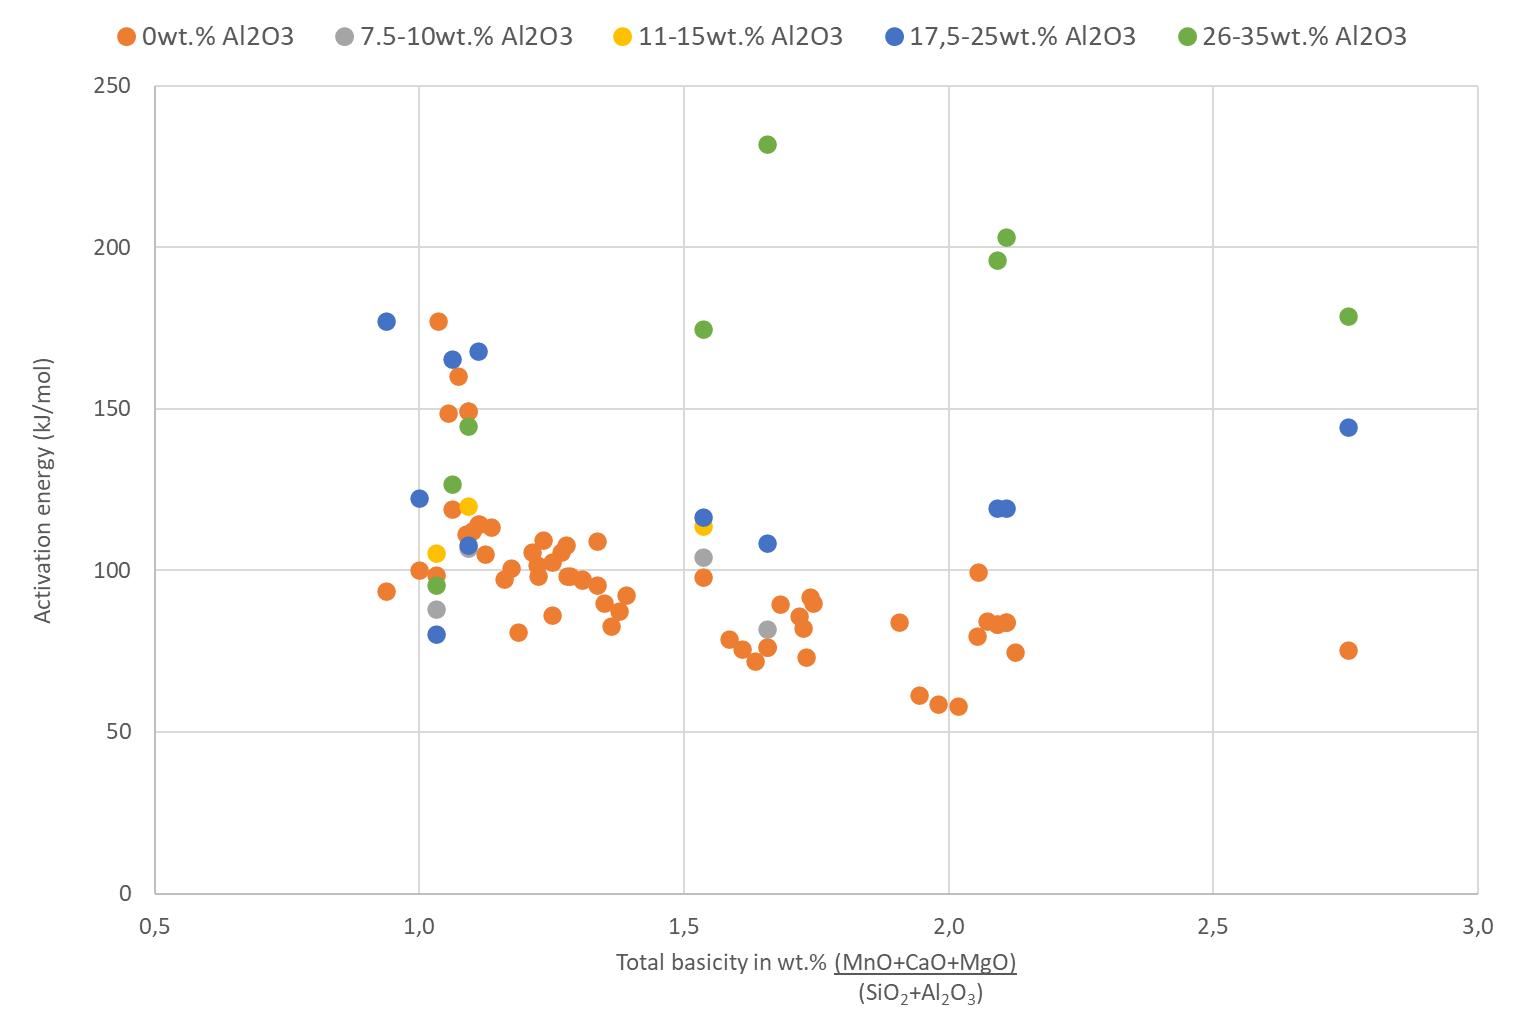 0wt.% Al2O3 7.5-10wt.% Al2O3 11-15wt.% Al2O3 17,5-25wt.% Al2O3 26-35wt.% Al2O3
250
200
150
100
50
0
Activation energy (kJ/mol)
0,5 1,0 1,5 2,0 2,5 3,0
Total basicity in wt.% (MnO+CaO+MgO)
(SiO₂+Al₂O₃)